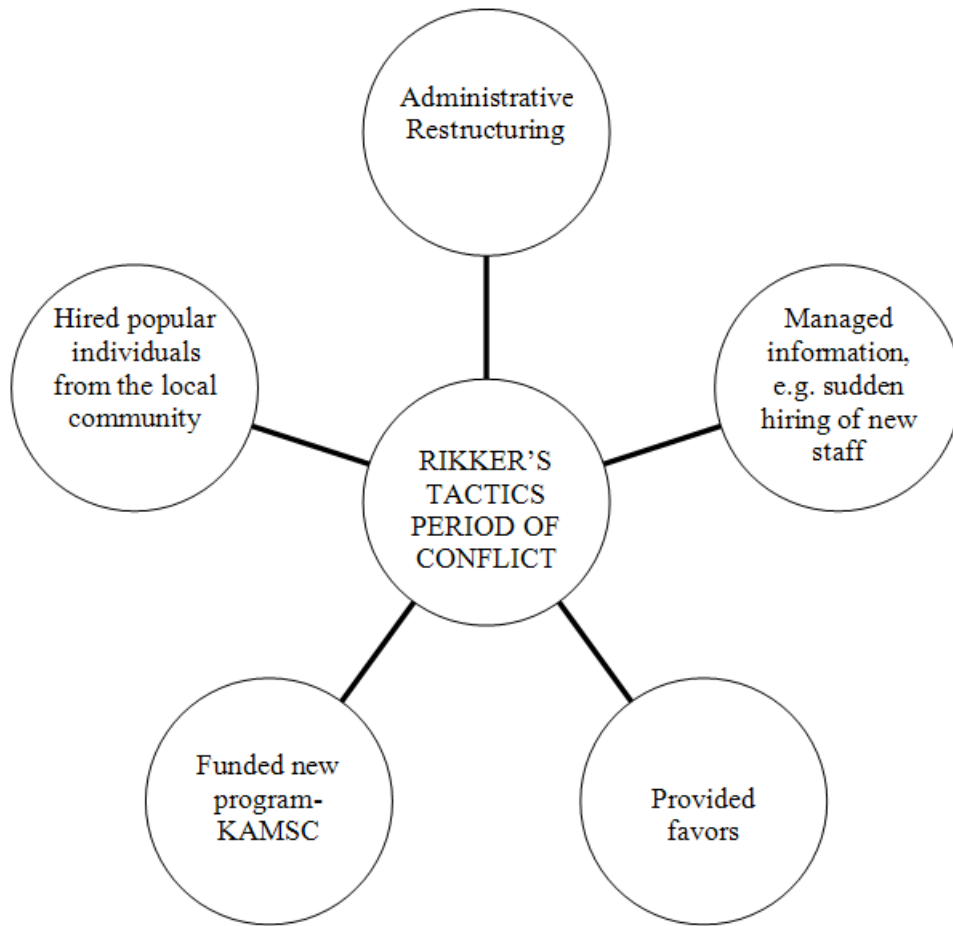 Administrative
Restructuring
Hired popular
individuals
from the local
community
Managed
information,
e.g. sudden
hiring of new
staff
RIKKER’S
TACTICS
PERIOD OF
CONFLICT
Funded new
program-
KAMSC
Provided
favors